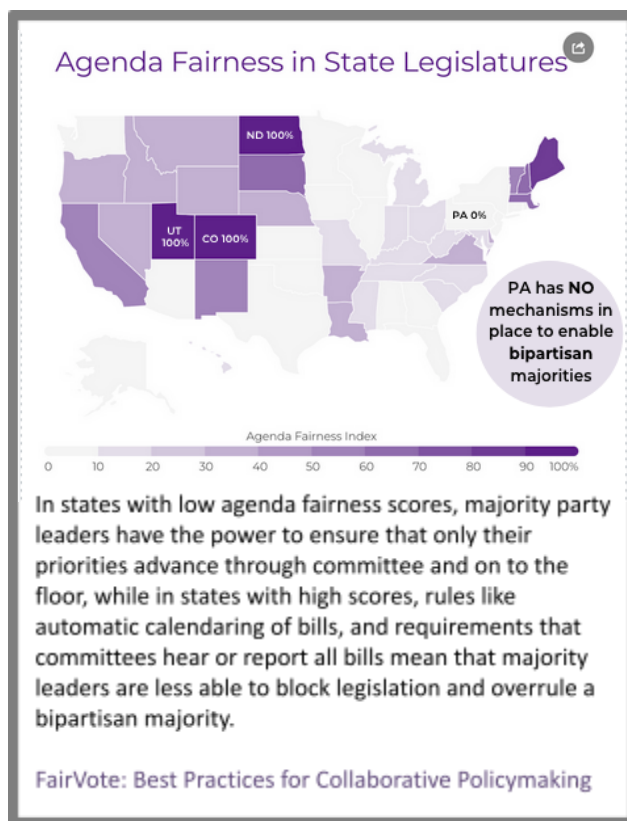 Agenda Fairness in State Legislatures
ND 100%
UT
100%
CO 100%
PA 0%
PA has NO
mechanisms in
place to enable
bipartisan
majorities
Agenda Fairness Index
0 10 20 30 40 50 60 70 80 90 100%
In states with low agenda fairness scores, majority party
leaders have the power to ensure that only their
priorities advance through committee and on to the
floor, while in states with high scores, rules like
automatic calendaring of bills, and requirements that
committees hear or report all bills mean that majority
leaders are less able to block legislation and overrule a
bipartisan majority.
FairVote: Best Practices for Collaborative Policymaking